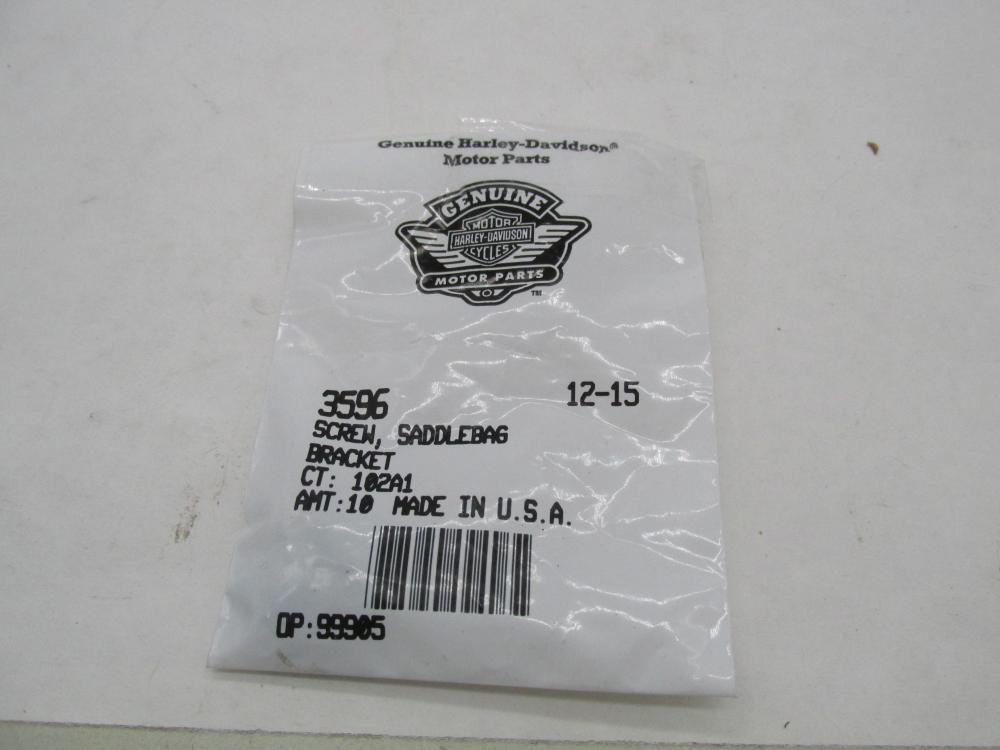 Genuine Harley-Davidson®
Motor Parts
GENUINE
MOTOR
HARLEY-DAVIDSON
CYCLES
MOTOR PARTS
TM
3596 12-15
SCREW, SADDLEBAG
BRACKET
CT: 102A1
AMT:10 MADE IN U.S.A.
OP:99905